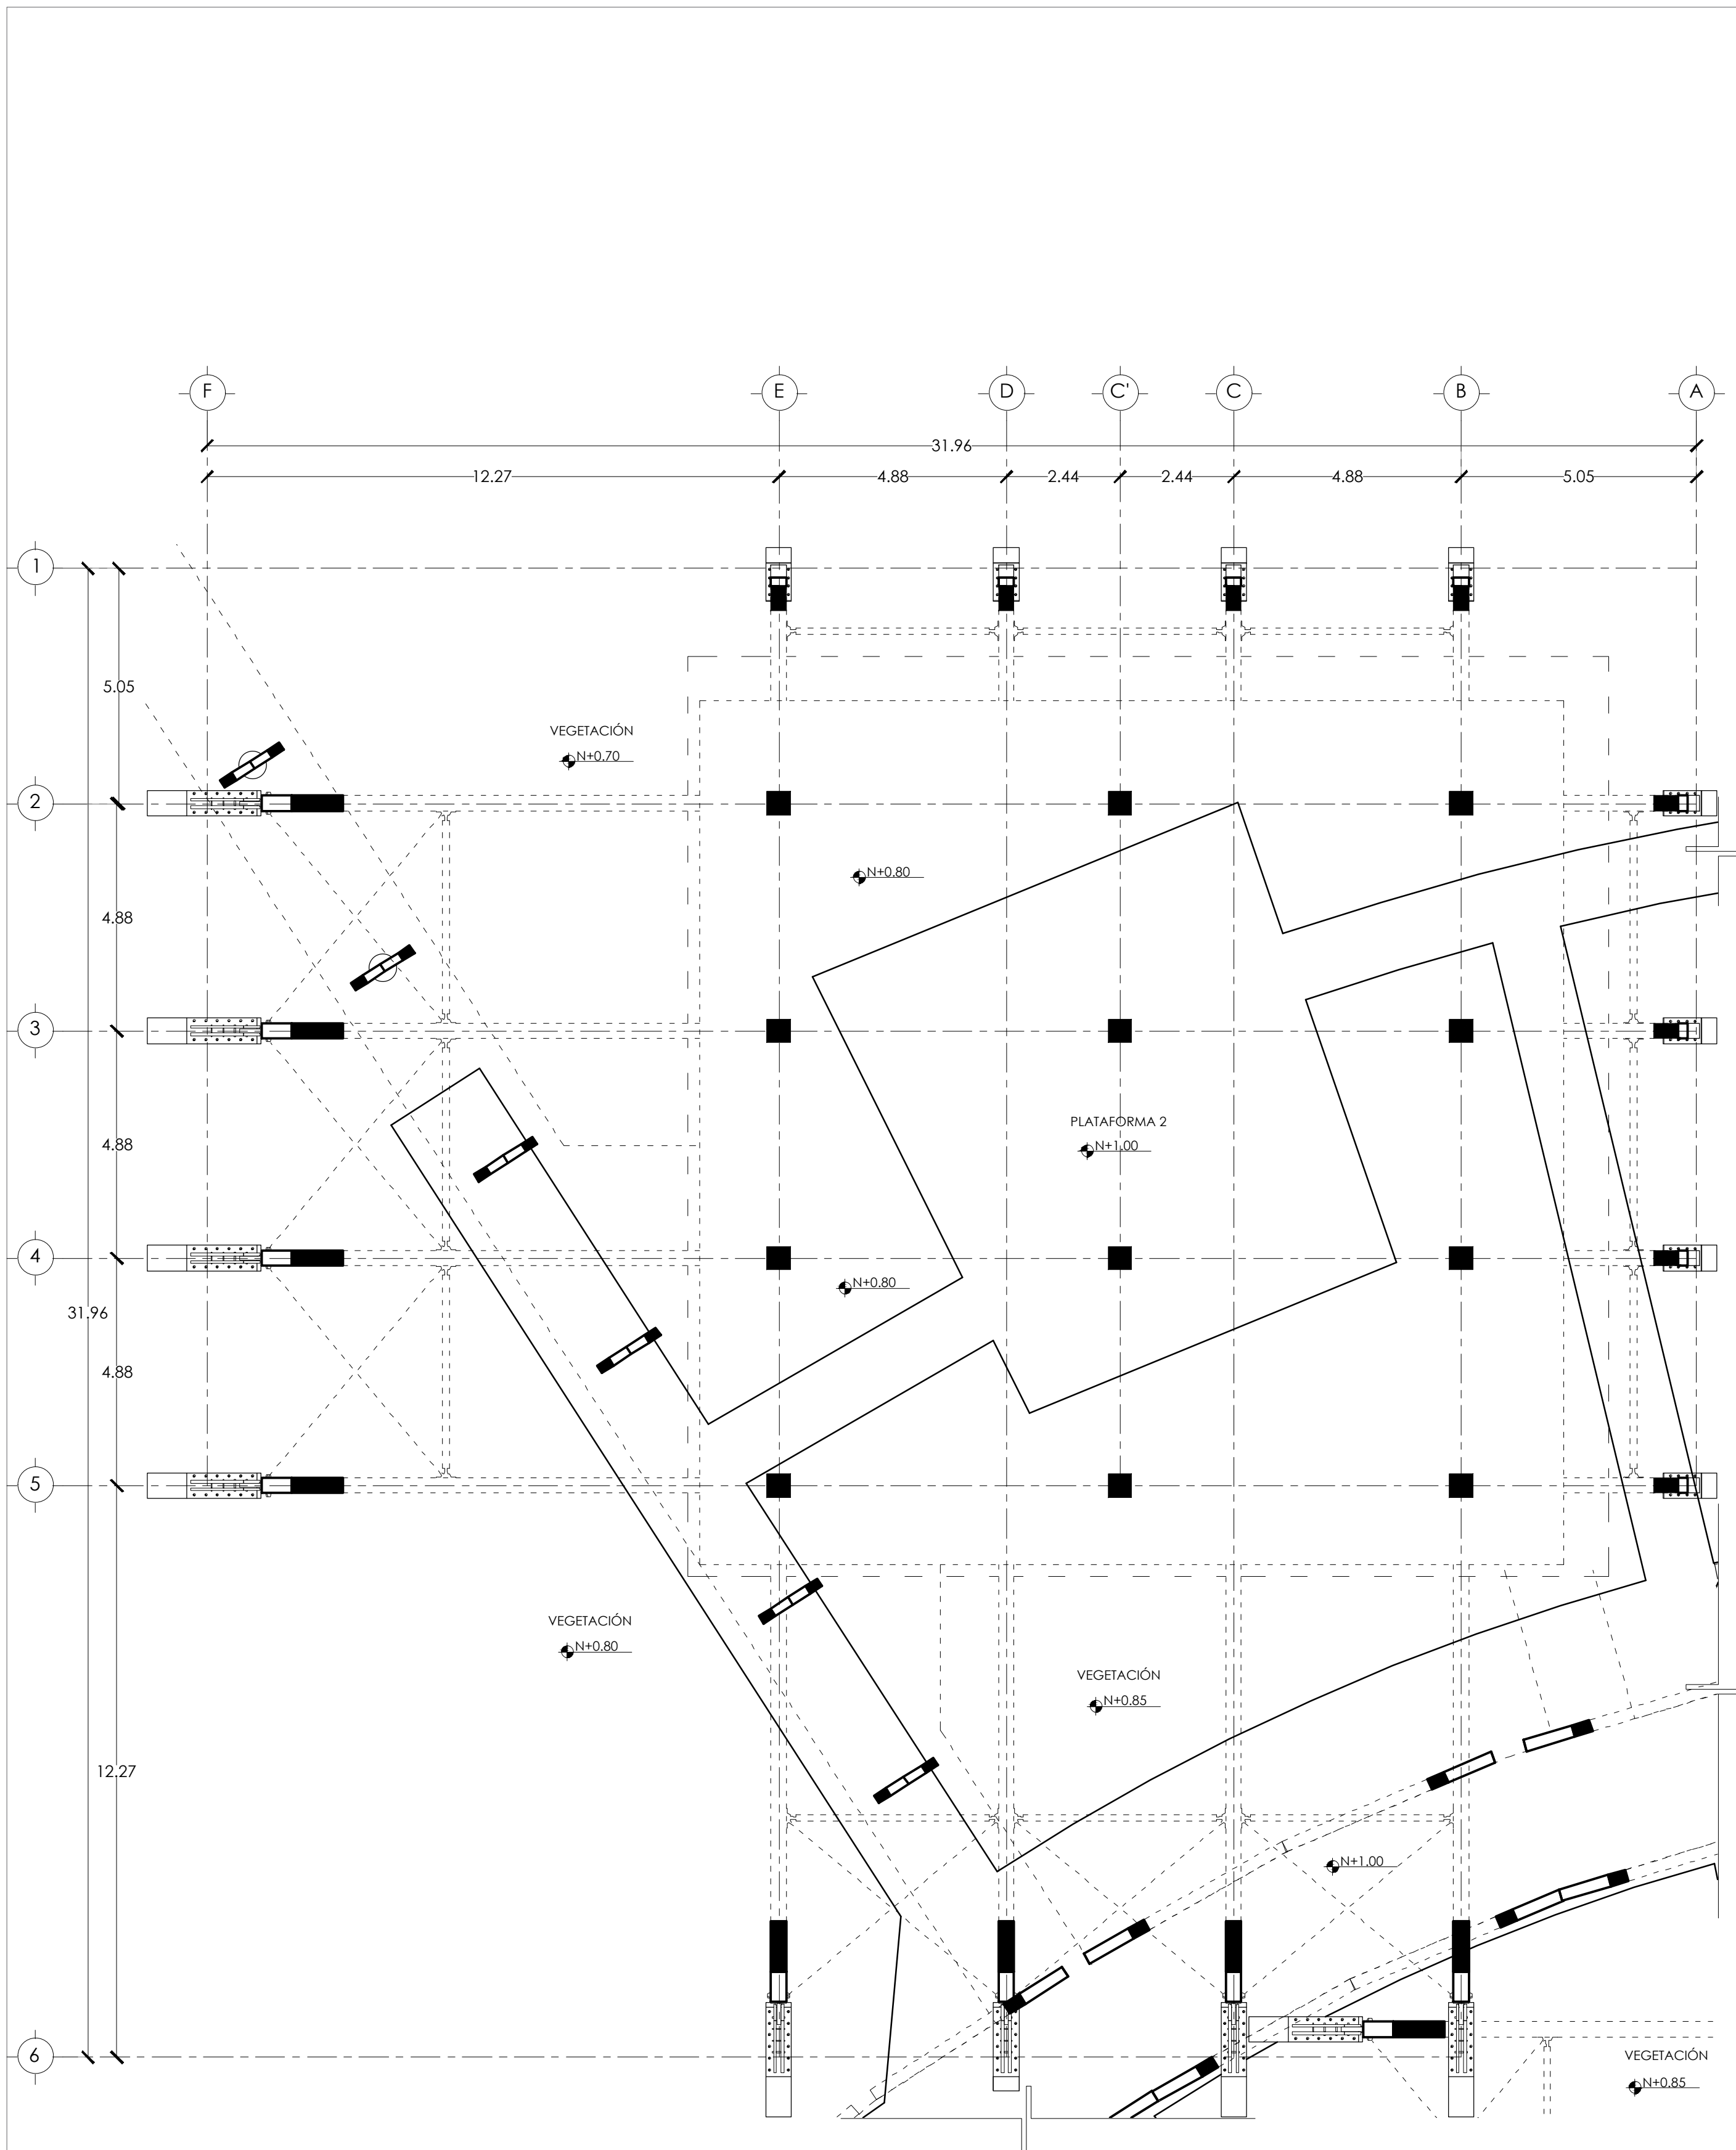 F
E
D
C'
C
B
A
31.96
12.27
4.88
2.44
2.44
4.88
5.05
1
5.05
VEGETACIÓN
N+0.70
2
N+0.80
4.88
3
PLATAFORMA 2
N+1.00
4.88
4
N+0.80
31.96
4.88
5
VEGETACIÓN
N+0.80
VEGETACIÓN
N+0.85
12.27
N+1.00
6
VEGETACIÓN
N+0.85